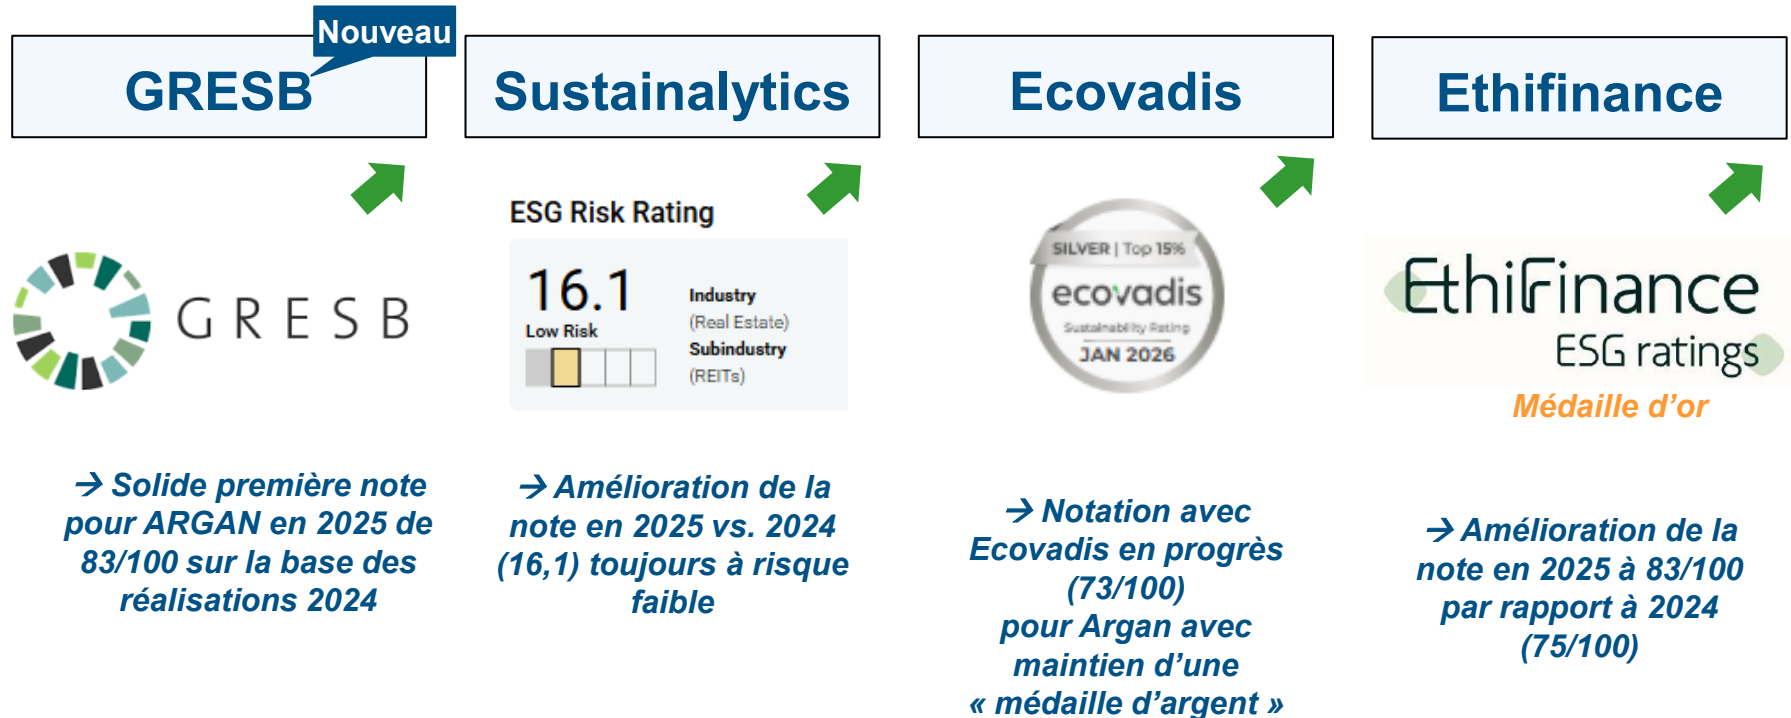 Nouveau
GRESB
GRESB
→ Solide première note
pour ARGAN en 2025 de
83/100 sur la base des
réalisations 2024
Sustainalytics
ESG Risk Rating
16.1
Low Risk
Industry
(Real Estate)
Subindustry
(REITs)
→ Amélioration de la
note en 2025 vs. 2024
(16,1) toujours à risque
faible
Ecovadis
SILVER | Top 15%
ecovadis
Sustainability Rating
JAN 2026
→ Notation avec
Ecovadis en progrès
(73/100)
pour Argan avec
maintien d’une
« médaille d’argent »
Ethifinance
EthiFinance
ESG ratings
Médaille d’or
→ Amélioration de la
note en 2025 à 83/100
par rapport à 2024
(75/100)